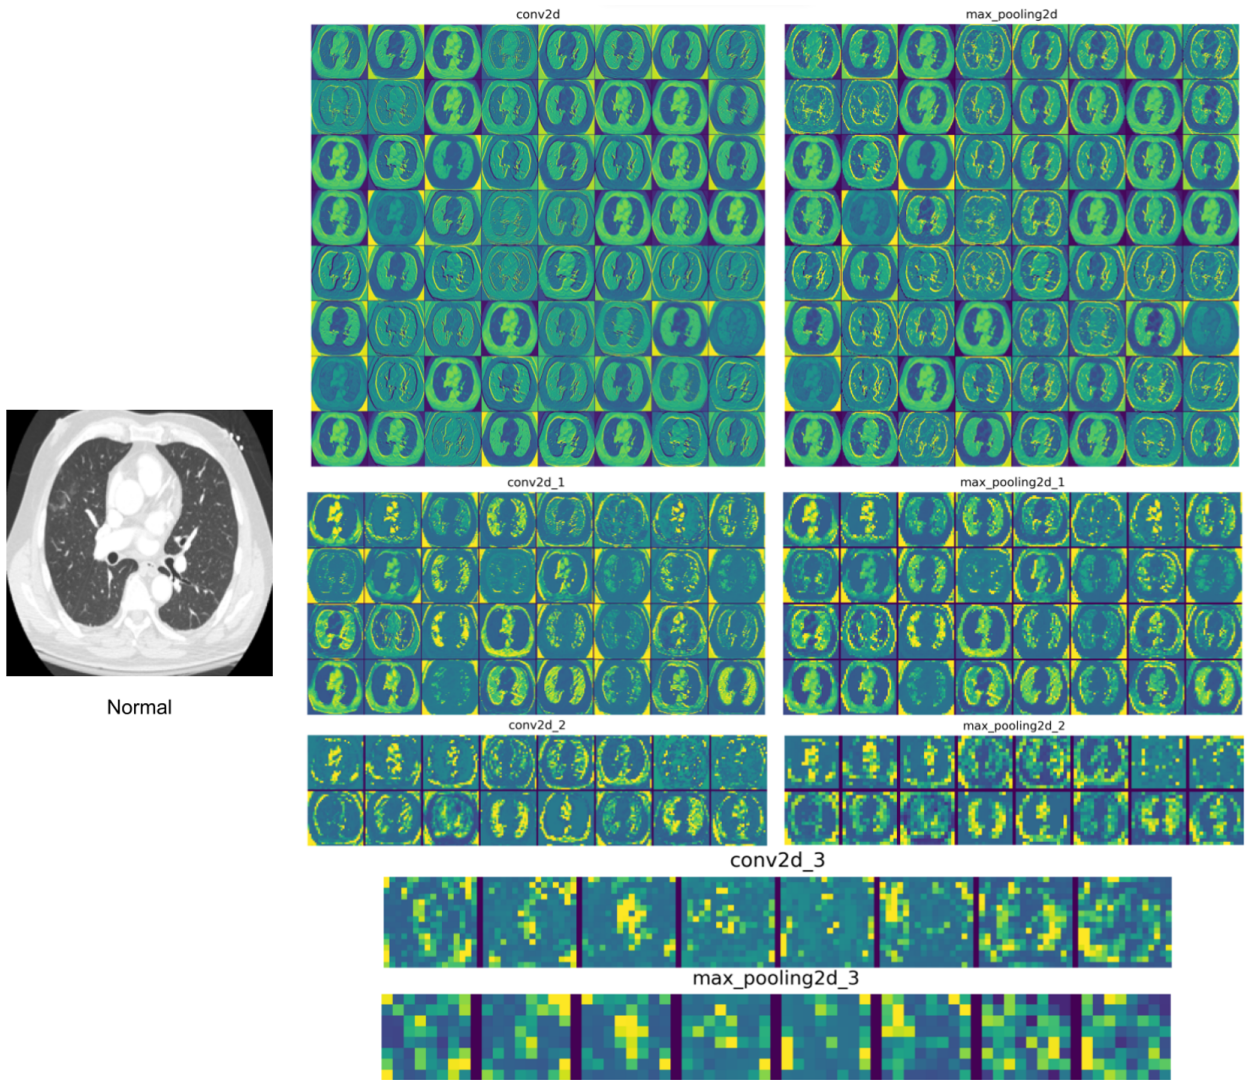 conv2d
max_pooling2d
conv2d_1
max_pooling2d_1
Normal
conv2d_2
max_pooling2d_2
conv2d_3
max_pooling2d_3